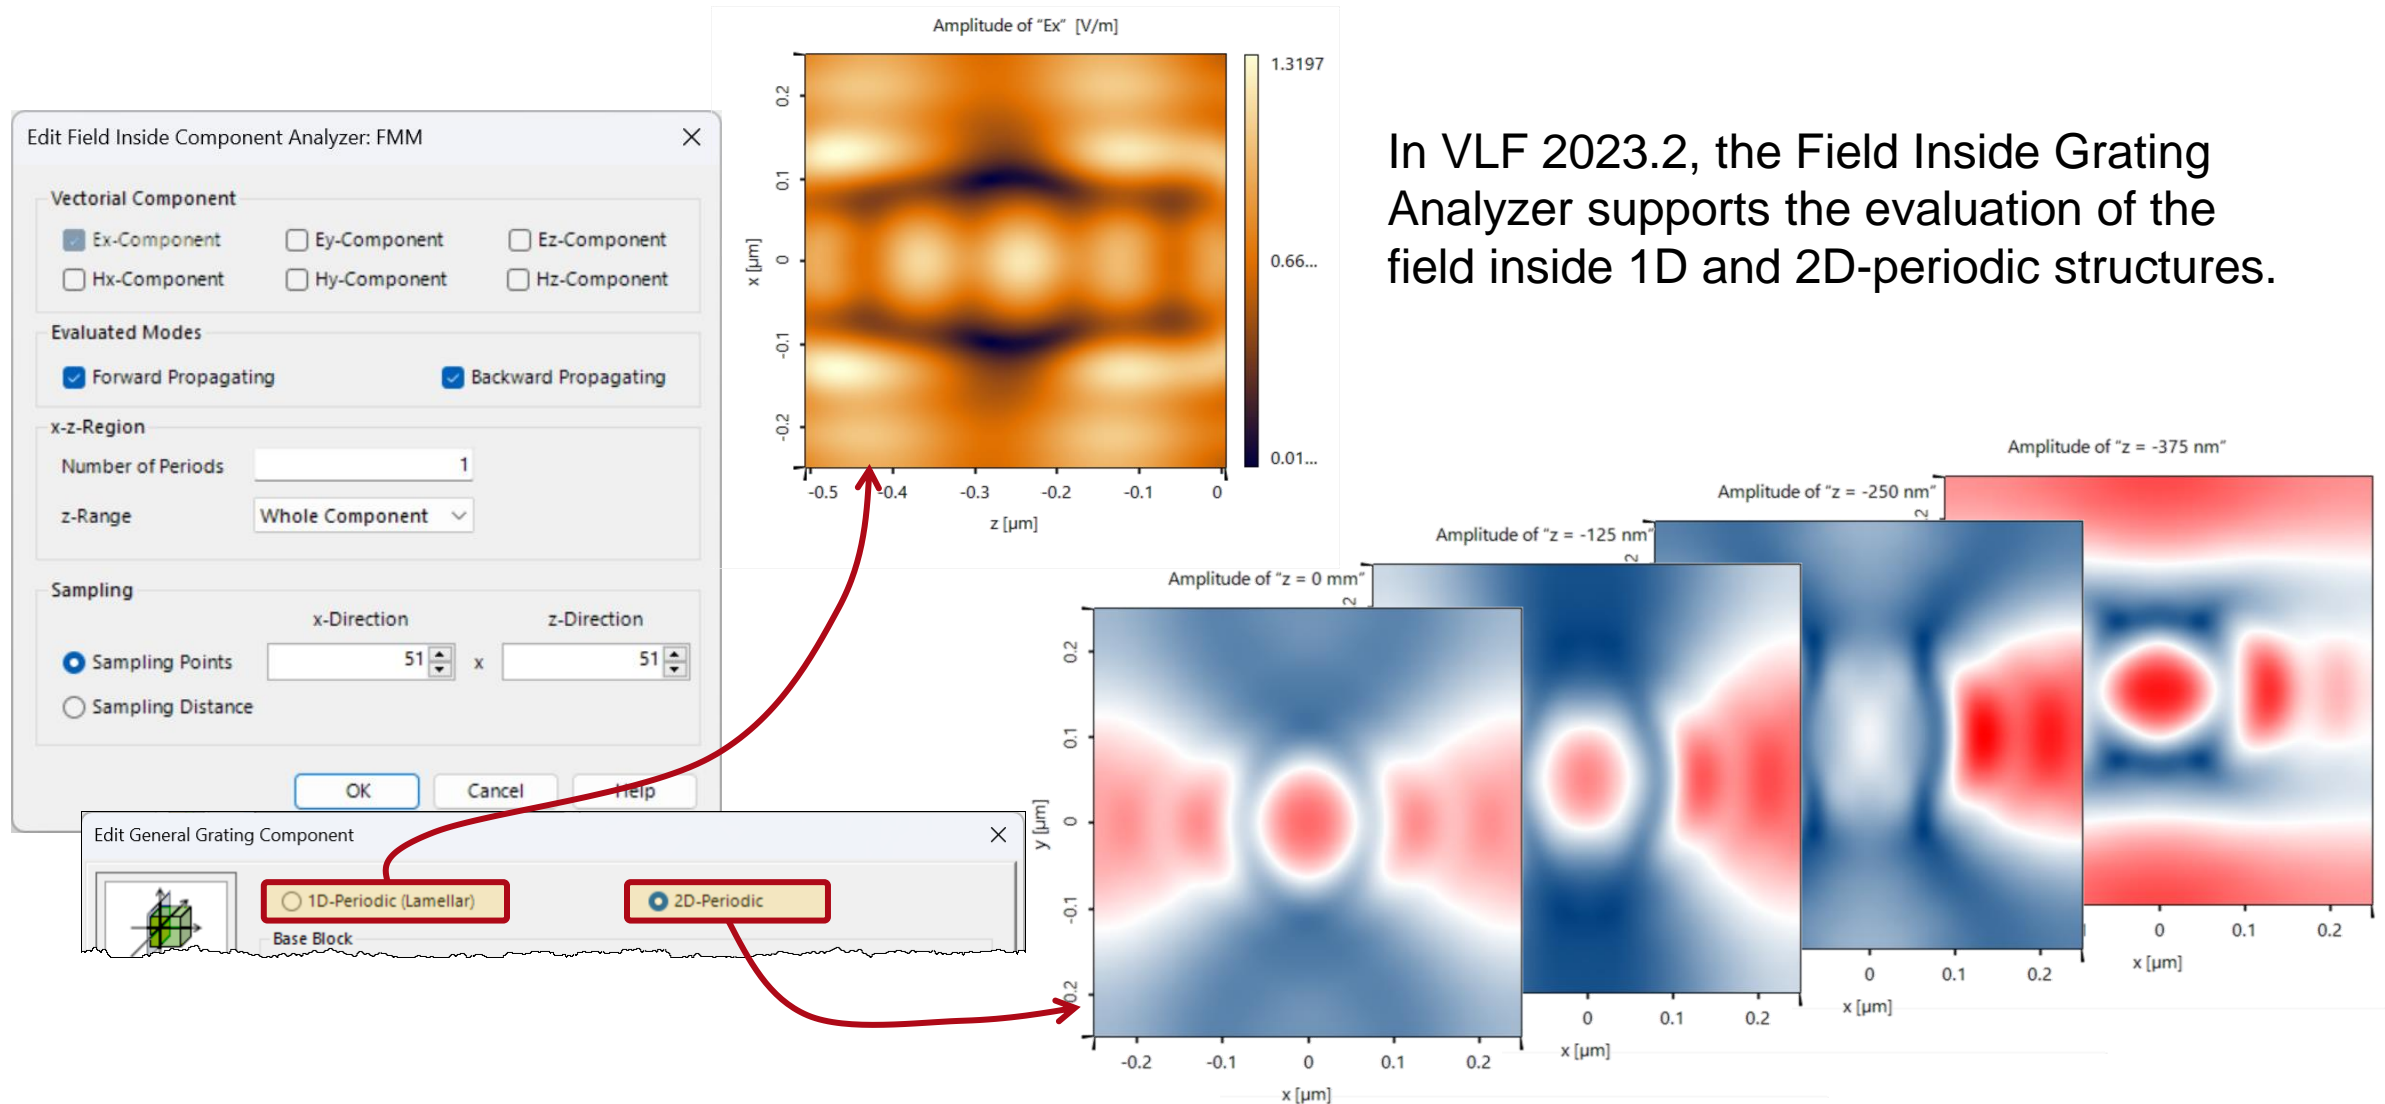 Amplitude of “Ex” [V/m]
1.3197
0.66...
0.01...
0.2
0.1
0
-0.1
-0.2
x [µm]
-0.5
-0.4
-0.3
-0.2
-0.1
0
z [µm]
Edit Field Inside Component Analyzer: FMM
Vectorial Component
Ex-Component
Ey-Component
Ez-Component
Hx-Component
Hy-Component
Hz-Component
Evaluated Modes
Forward Propagating
Backward Propagating
x-z-Region
Number of Periods
1
z-Range
Whole Component
Sampling
x-Direction
z-Direction
Sampling Points
51
x
51
Sampling Distance
OK
Cancel
Help
Edit General Grating Component
1D-Periodic (Lamellar)
2D-Periodic
Base Block
In VLF 2023.2, the Field Inside Grating
Analyzer supports the evaluation of the
field inside 1D and 2D-periodic structures.
Amplitude of “z = 0 mm”
0.2
0.1
0
-0.1
0.2
y [µm]
-0.2
-0.1
0
0.1
0.2
x [µm]
Amplitude of “z = -125 nm”
2
0
0.1
0.2
x [µm]
Amplitude of “z = -250 nm”
2
0
0.1
0.2
x [µm]
Amplitude of “z = -375 nm”
2
0
0.1
0.2
x [µm]